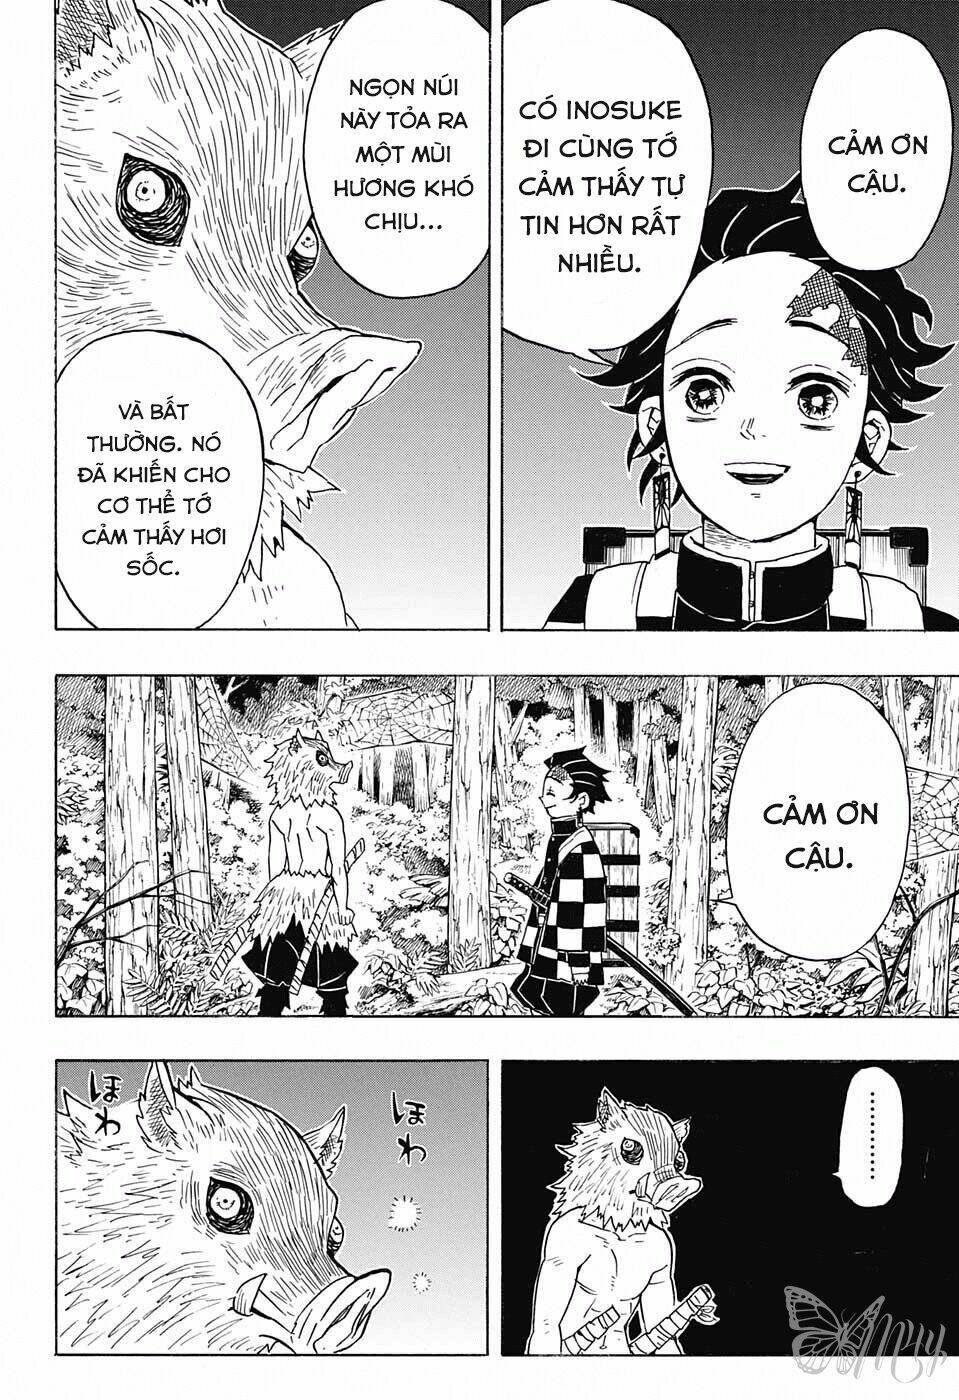 CẢM ƠN
CẬU.
CÓ INOSUKE
ĐI CÙNG TỚ
CẢM THẤY TỰ
TIN HƠN RẤT
NHIỀU.
NGỌN NÚI
NÀY TỎA RA
MỘT MÙI
HƯƠNG KHÓ
CHỊU...
VÀ BẤT
THƯỜNG. NÓ
ĐÃ KHIẾN CHO
CƠ THỂ TỚ
CẢM THẤY HƠI
SỐC.
CẢM ƠN
CẬU.
..........
ほわ
ほわ